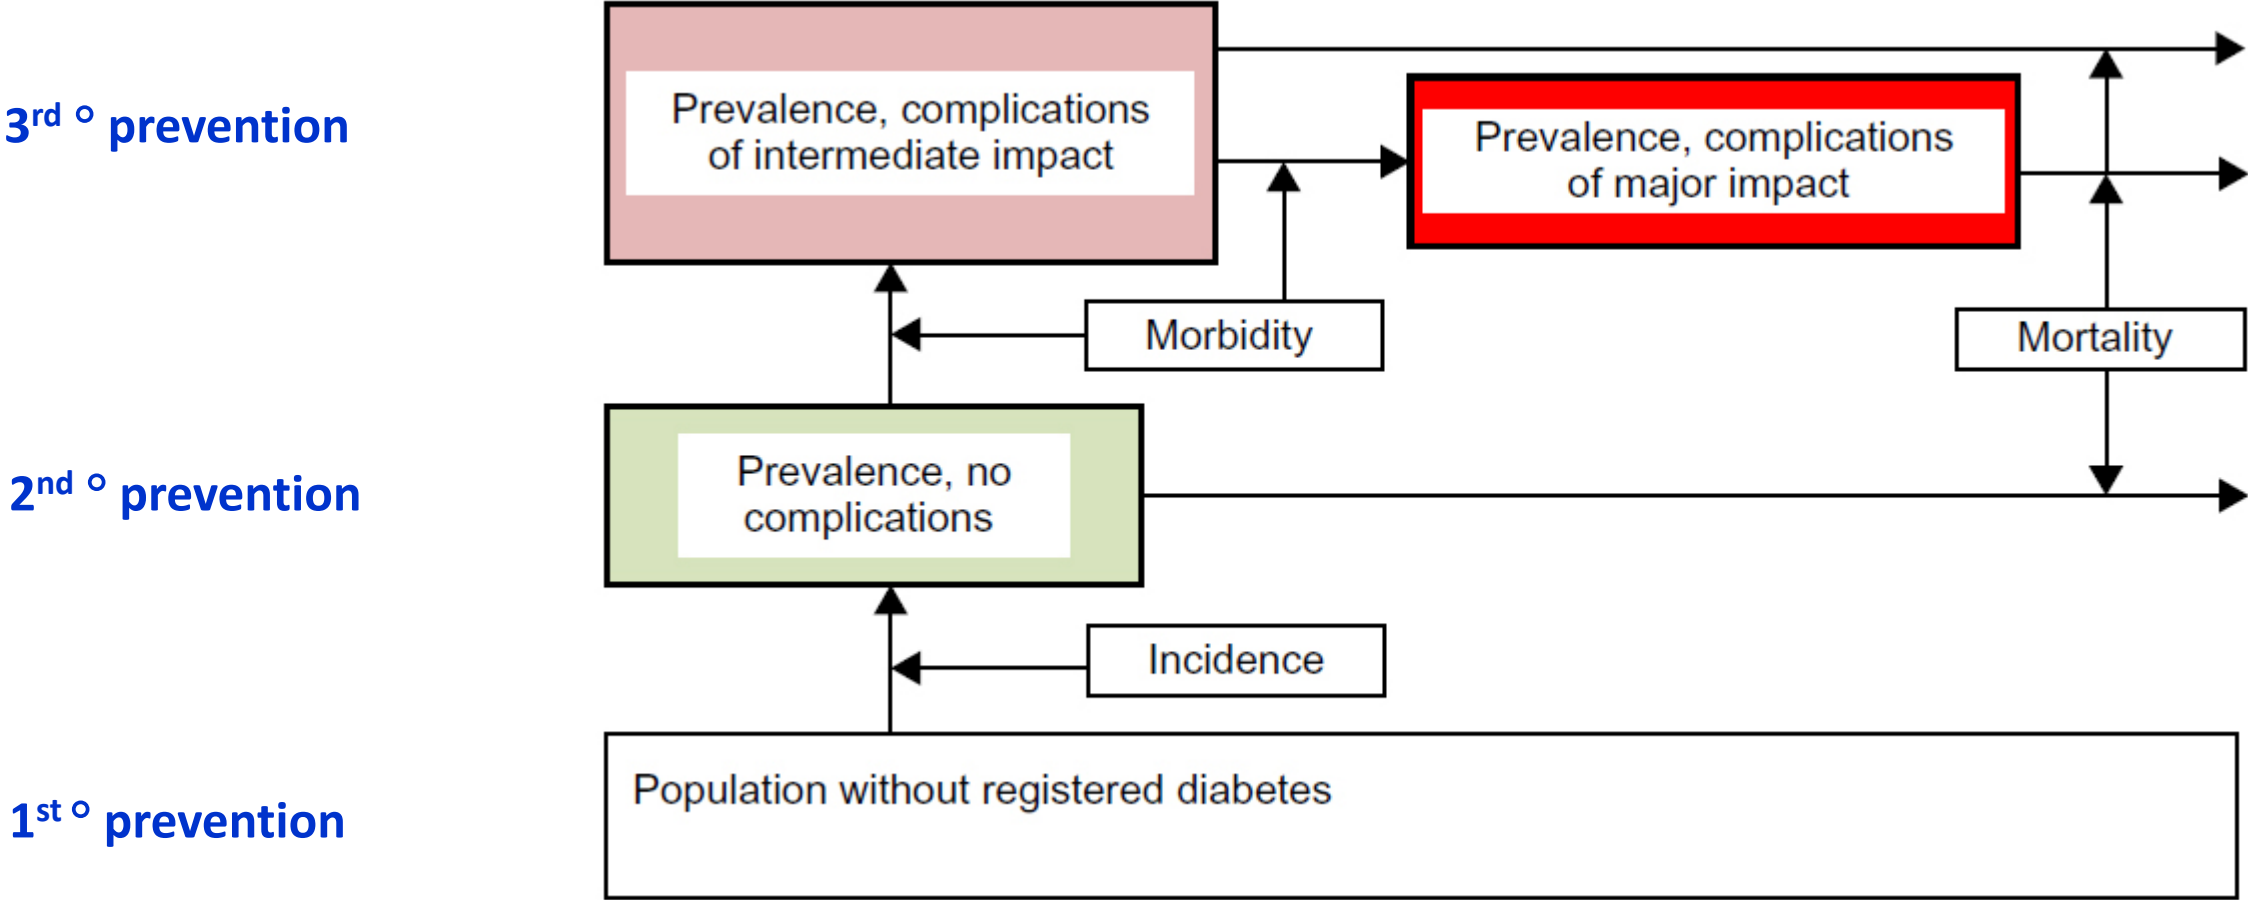 3rd ° prevention
Prevalence, complications
of intermediate impact
Prevalence, complications
of major impact
Morbidity
Mortality
2nd ° prevention
Prevalence, no
complications
Incidence
1st ° prevention
Population without registered diabetes